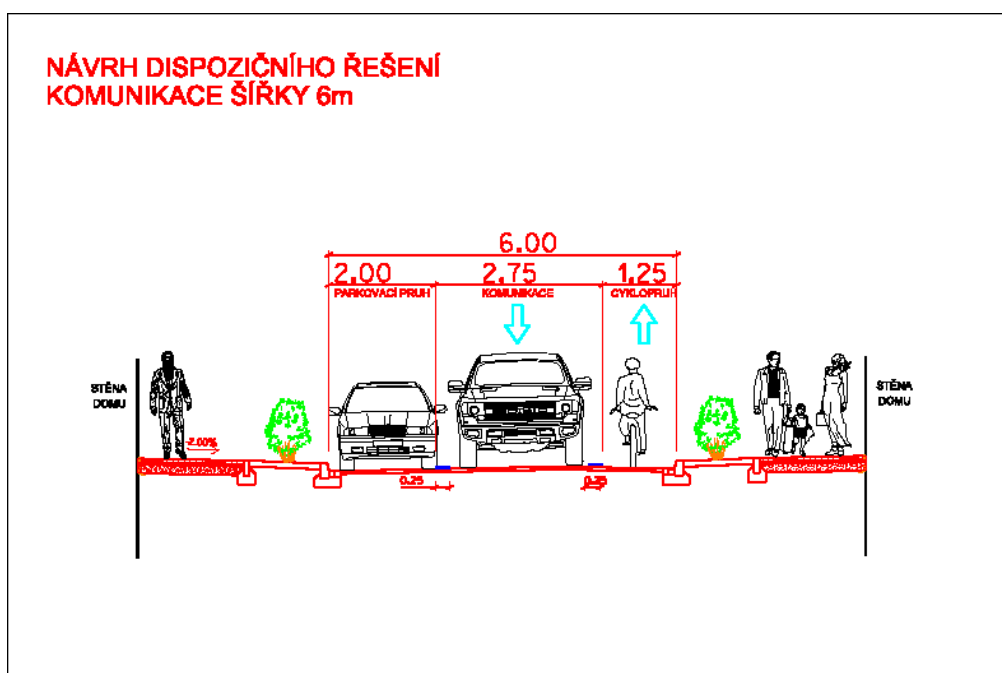 NÁVRH DISPOZIČNÍHO ŘEŠENÍ
KOMUNIKACE ŠÍŘKY 6m
6.00
2.00 2.75 1.25
PARKOVACÍ PRUH KOMUNIKACE CYKLOPRUH
STĚNA
DOMU
STĚNA
DOMU
2.00%
0.25 0.25